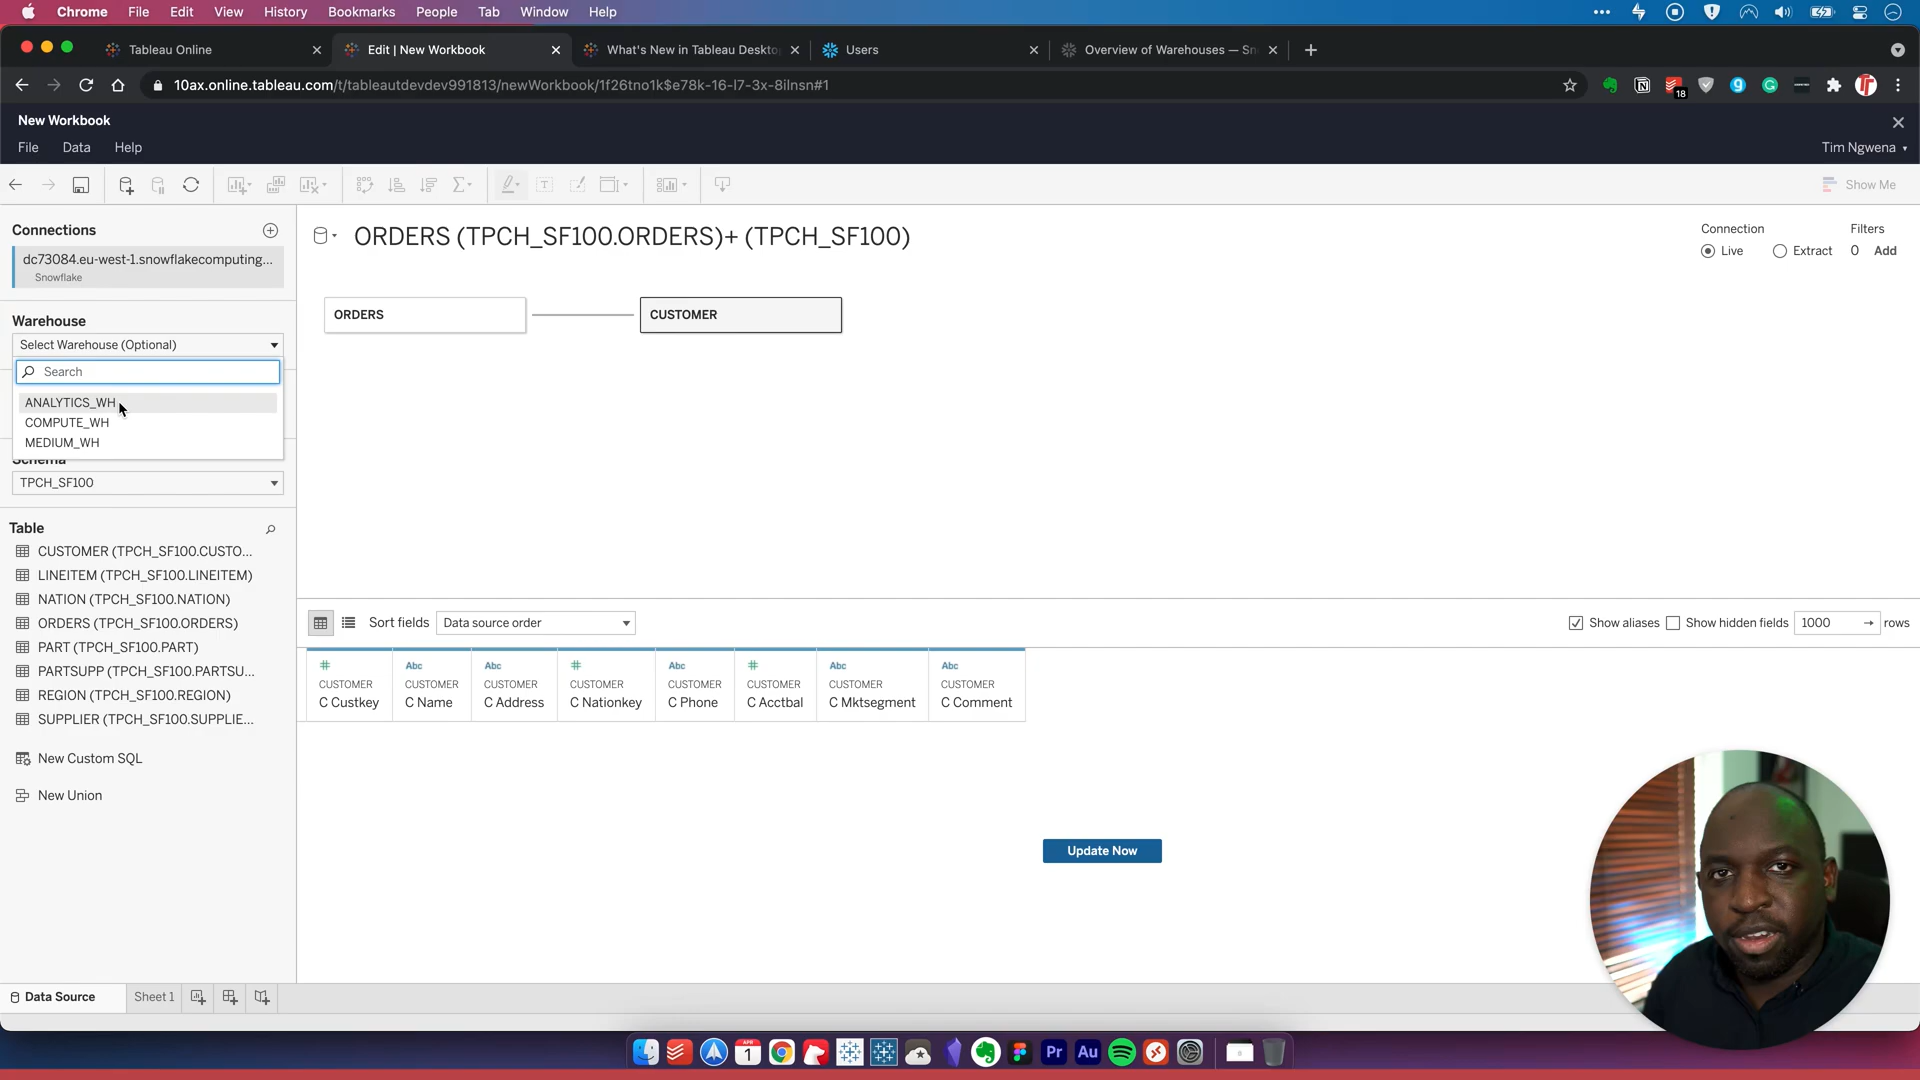 Chrome File Edit View History Bookmarks People Tab Window Help
Tableau Online
Edit | New Workbook
What's New in Tableau Deskto
Users
Overview of Warehouses — Sn
10ax.online.tableau.com/t/tableautdevdev991813/newWorkbook/1f26tno1k$e78k-16-l7-3x-8ilnsn#1
18
New Workbook
File Data Help
Tim Ngwena
Show Me
Connections
dc73084.eu-west-1.snowflakecomputing...
Snowflake
Warehouse
Select Warehouse (Optional)
Search
ANALYTICS_WH
COMPUTE_WH
MEDIUM_WH
Schema
TPCH_SF100
Table
CUSTOMER (TPCH_SF100.CUSTO...
LINEITEM (TPCH_SF100.LINEITEM)
NATION (TPCH_SF100.NATION)
ORDERS (TPCH_SF100.ORDERS)
PART (TPCH_SF100.PART)
PARTSUPP (TPCH_SF100.PARTSU...
REGION (TPCH_SF100.REGION)
SUPPLIER (TPCH_SF100.SUPPLIE...
New Custom SQL
New Union
ORDERS (TPCH_SF100.ORDERS)+ (TPCH_SF100)
Connection
Live Extract
Filters
0 Add
ORDERS
CUSTOMER
Sort fields Data source order
Show aliases Show hidden fields 1000 rows
# Abc Abc # Abc # Abc Abc
CUSTOMER CUSTOMER CUSTOMER CUSTOMER CUSTOMER CUSTOMER CUSTOMER CUSTOMER
C Custkey C Name C Address C Nationkey C Phone C Acctbal C Mktsegment C Comment
Update Now
Data Source Sheet 1
APR
1
Pr
Au